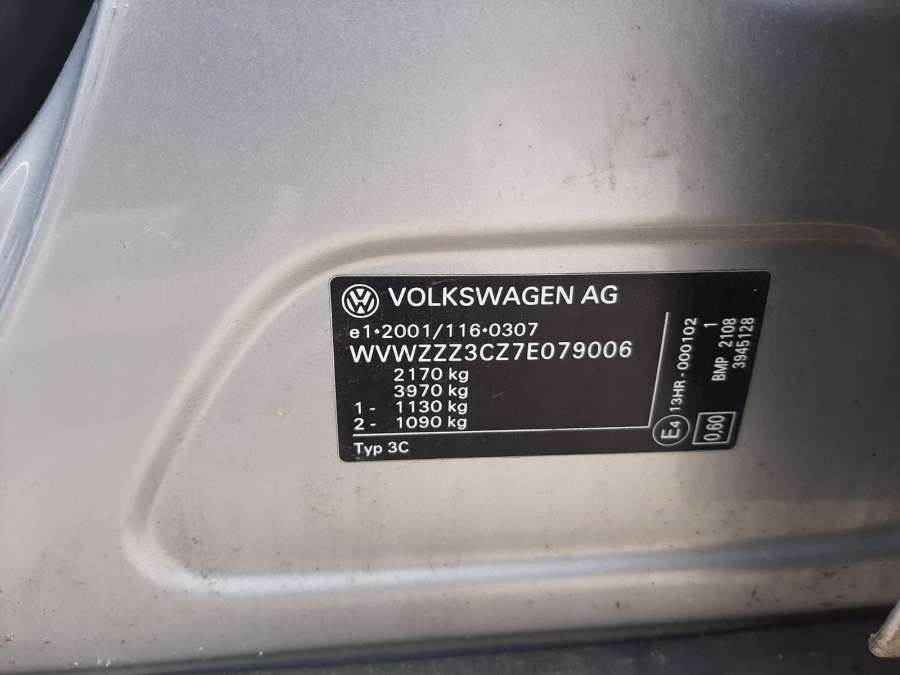 VW VOLKSWAGEN AG
e1*2001/116*0307
WVWZZZ3CZ7E079006
2170 kg
3970 kg
1 - 1130 kg
2 - 1090 kg
Typ 3C
E4 13HR-000102
0,60
1
BMP 2108
3945128